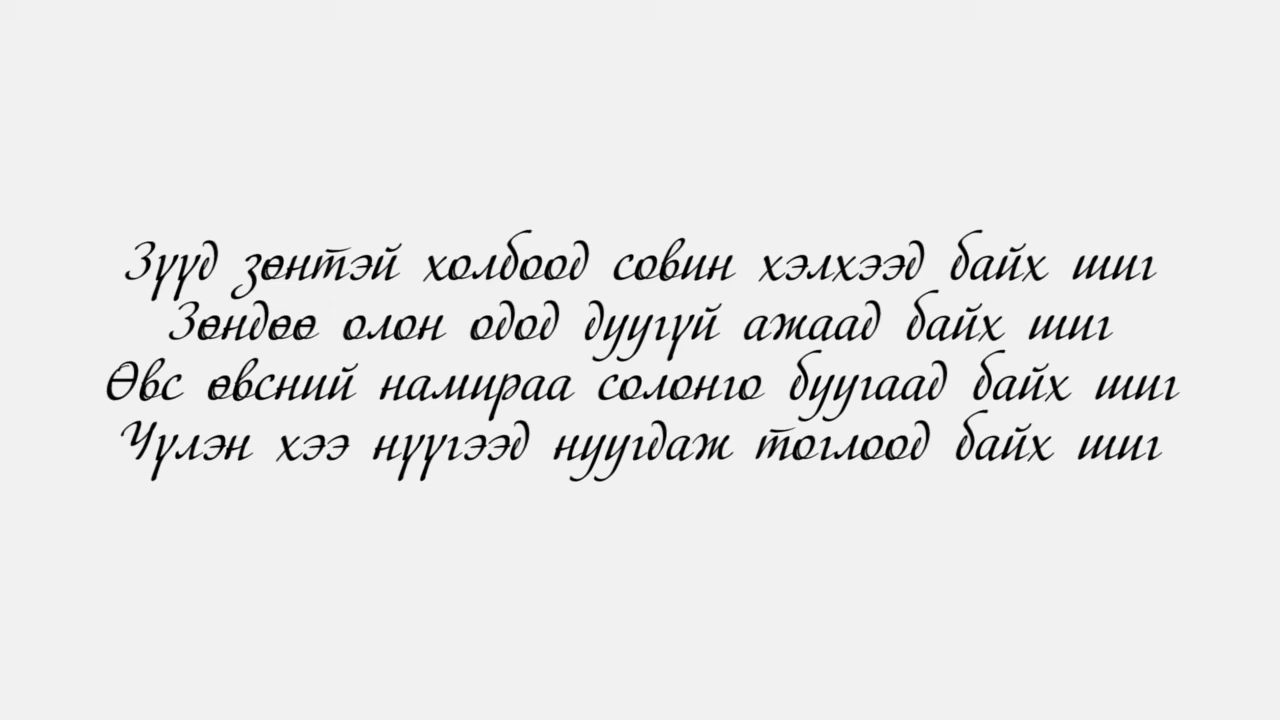 Зүүд зөнтэй холбоод совин хэлхээд байх шиг
Зөндөө олон одод дуугүй ажаад байх шиг
Өвс өвсний намираа солонго буугаад байх шиг
Үүлэн хээ нүүгээд нуугдаж тоглоод байх шиг